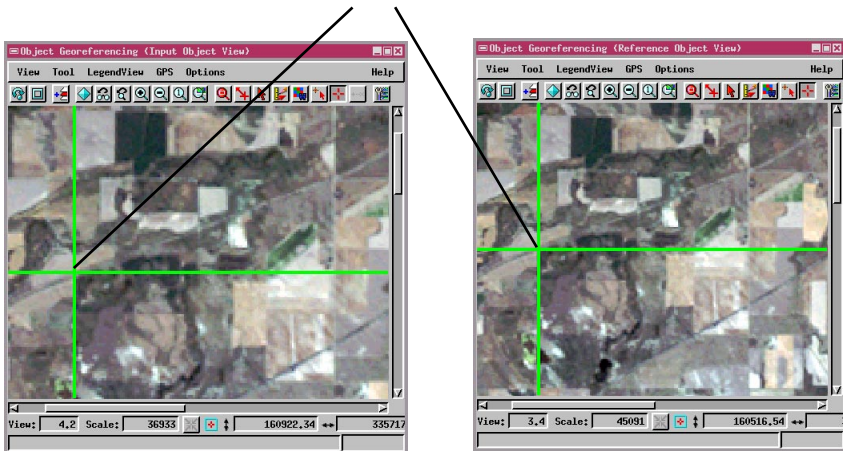 Object Georeferencing (Input Object View)
View Tool LegendView GPS Options Help
View: 4.2 Scale: 36933 160922.34 335717
Object Georeferencing (Reference Object View)
View Tool LegendView GPS Options Help
View: 3.4 Scale: 45091 160516.54